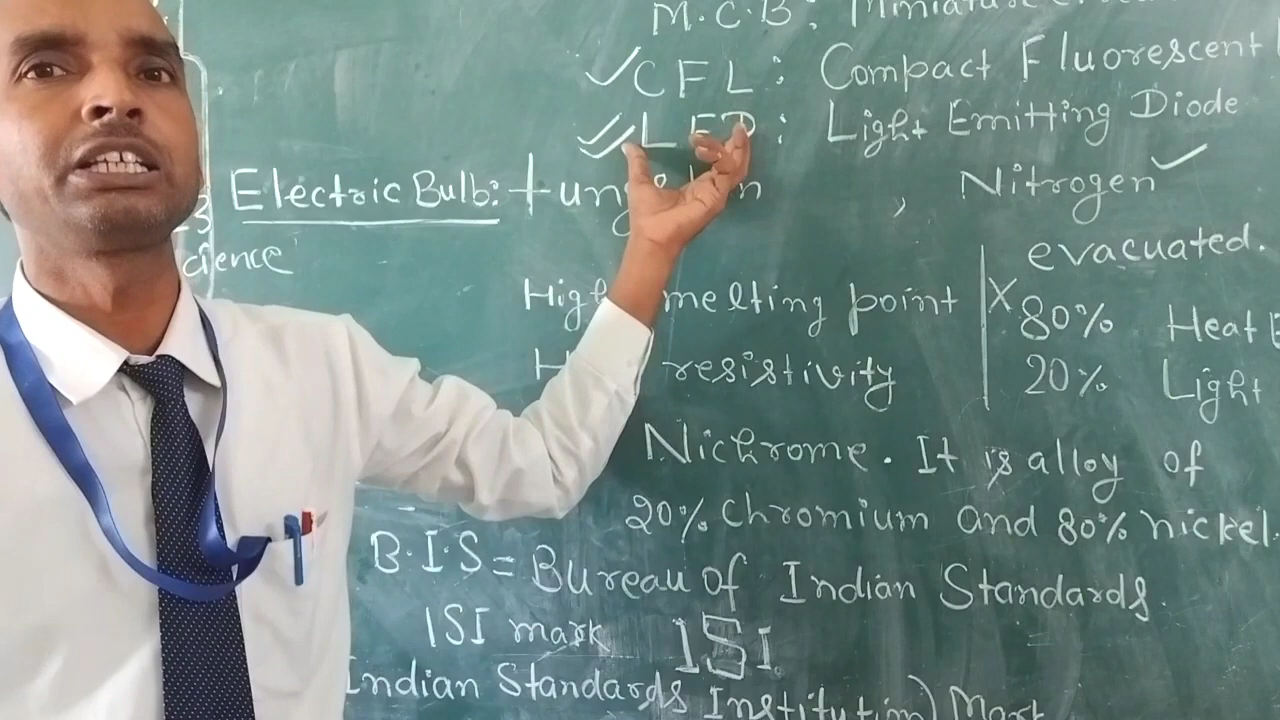 M.C.B: Miniature
✓ CFL: Compact Fluorescent
✓ LED: Light Emitting Diode
Electric Bulb: , Nitrogen ✓
cience evacuated.
melting point X 80% Heat
resistivity 20% Light
Nichrome. It is alloy of
20% chromium and 80% nickel.
B.I.S = Bureau of Indian Standards.
ISI mark ISI
Indian Standards Institution) Mark